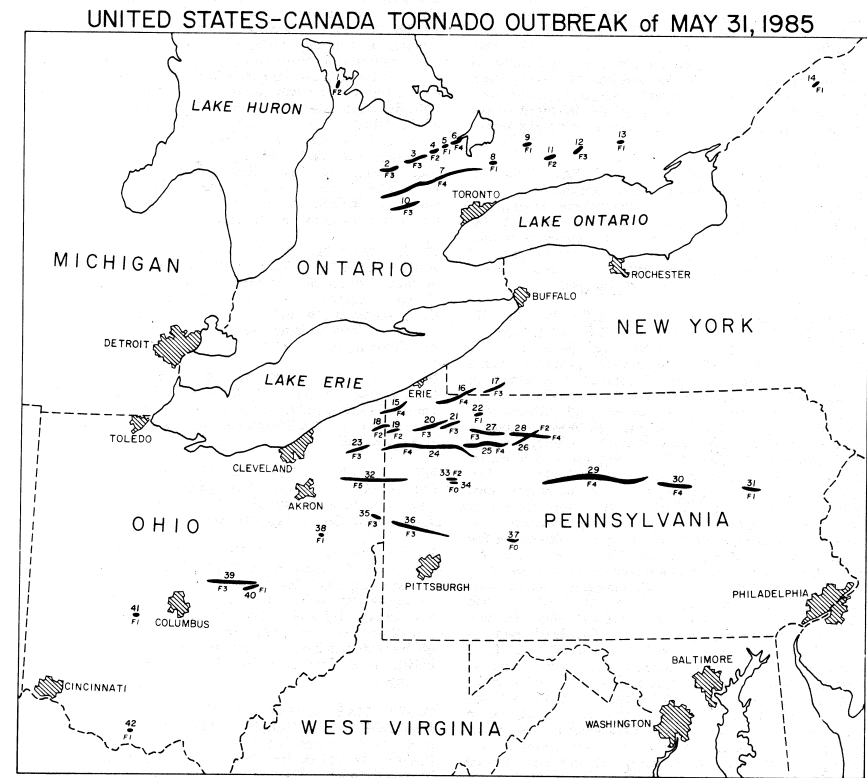 UNITED STATES-CANADA TORNADO OUTBREAK of MAY 31, 1985
LAKE HURON
1
F2
14
F1
2
F3
3
F3
4
F2
5
F1
6
F4
7
F4
8
F1
9
F1
10
F3
11
F2
12
F3
13
F1
TORONTO
LAKE ONTARIO
MICHIGAN
ONTARIO
ROCHESTER
BUFFALO
NEW YORK
DETROIT
LAKE ERIE
ERIE
TOLEDO
CLEVELAND
AKRON
15
F4
16
F4
17
F3
18
F2
19
F2
20
F3
21
F3
22
F1
23
F3
F4
24
25 F4
26
27
F3
28
F2
F4
29
F4
30
F4
31
F1
32
F5
33 F2
F0 34
35
F3
36
F3
37
F0
38
F1
OHIO
PENNSYLVANIA
PITTSBURGH
39
F3
40
F1
41
F1
COLUMBUS
PHILADELPHIA
BALTIMORE
CINCINNATI
42
F1
WEST VIRGINIA
WASHINGTON